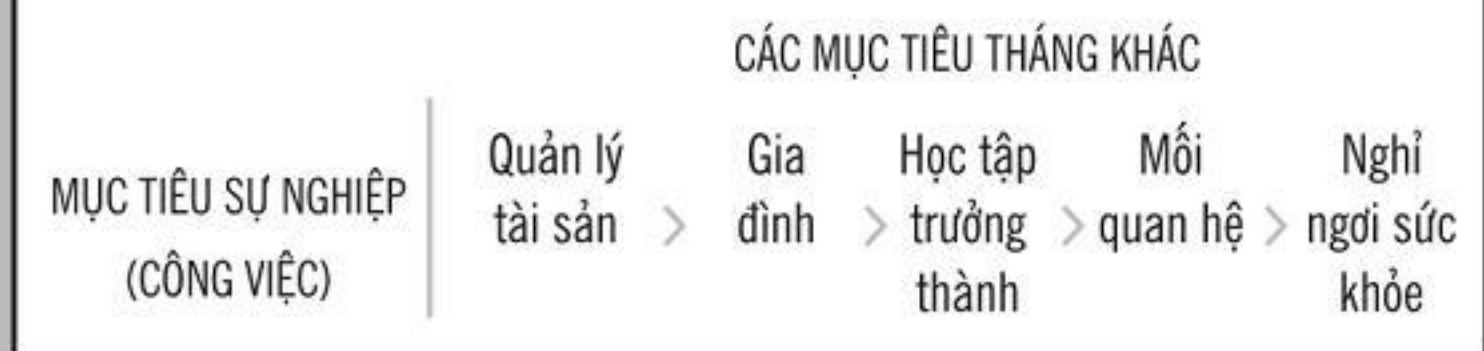 CÁC MỤC TIÊU THÁNG KHÁC
MỤC TIÊU SỰ NGHIỆP
(CÔNG VIỆC)
Quản lý
tài sản
>
Gia
đình
>
Học tập
trưởng
thành
>
Mối
quan hệ
>
Nghỉ
ngơi sức
khỏe